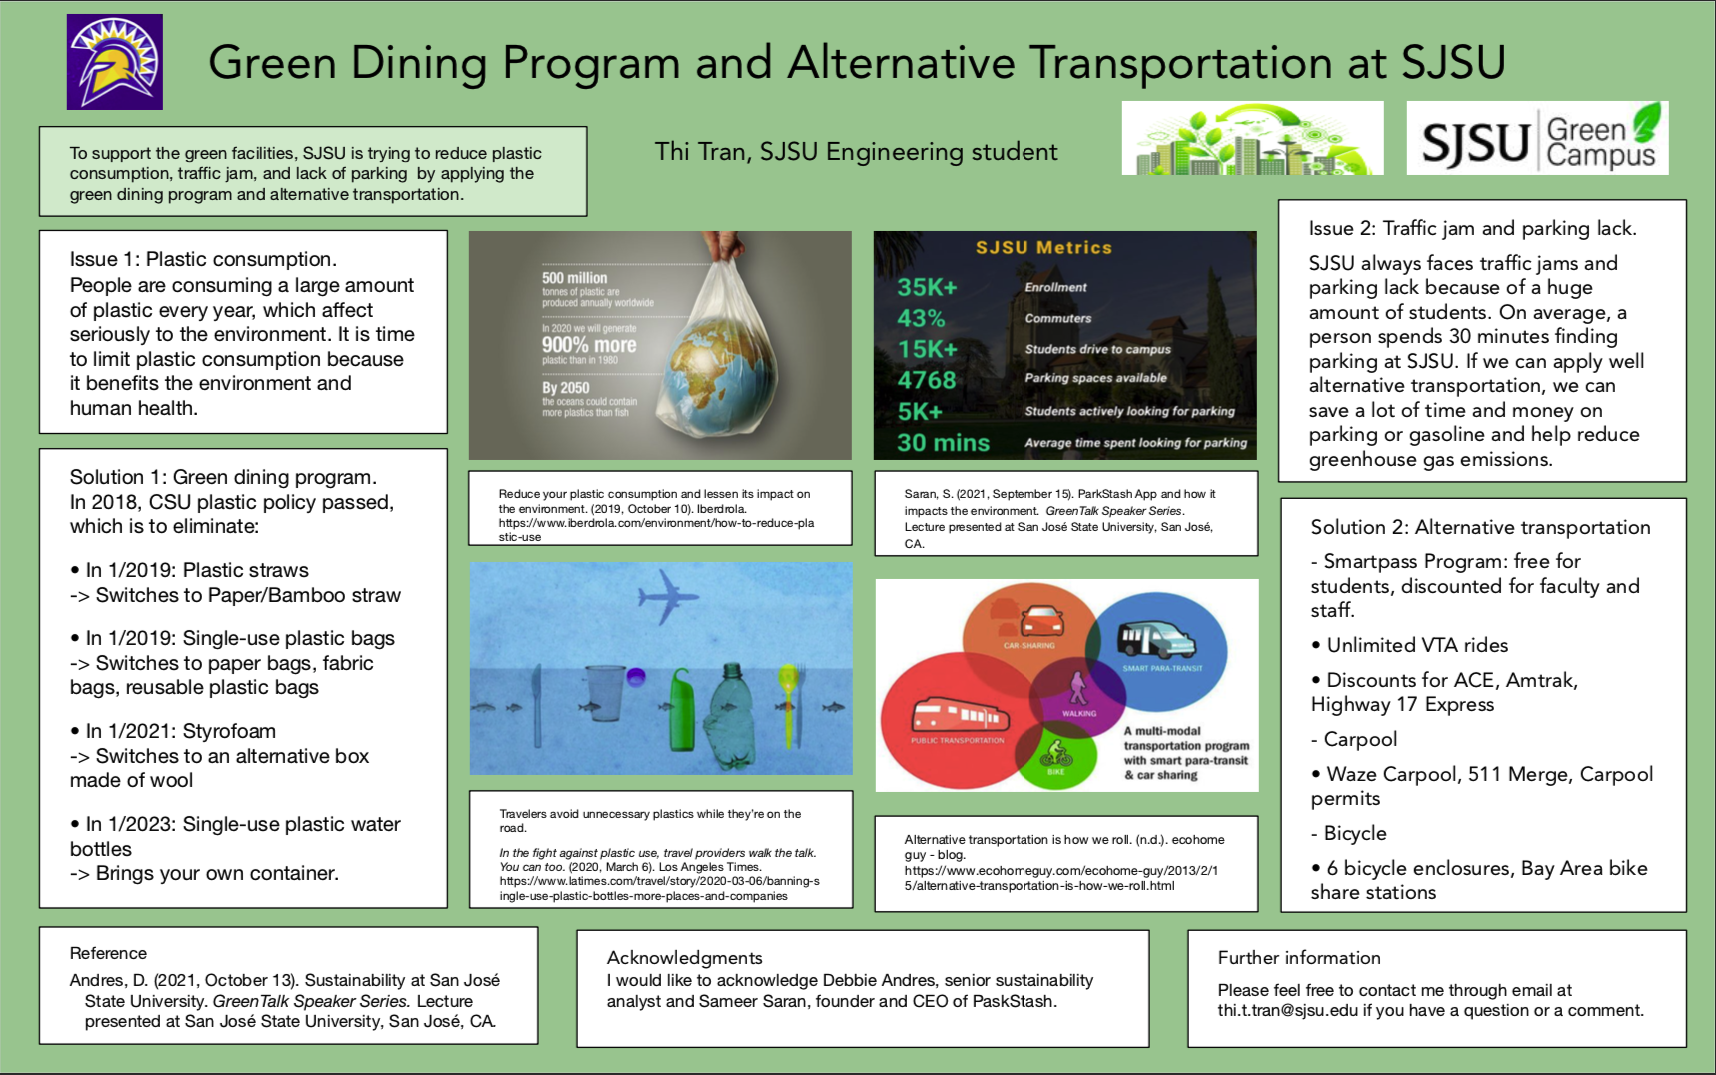 Green Dining Program and Alternative Transportation at SJSU
Thi Tran, SJSU Engineering student
SJSU Green
Campus
To support the green facilities, SJSU is trying to reduce plastic
consumption, traffic jam, and lack of parking  by applying the
green dining program and alternative transportation.
Issue 1: Plastic consumption.
People are consuming a large amount
of plastic every year, which affect
seriously to the environment. It is time
to limit plastic consumption because
it benefits the environment and
human health.
Solution 1: Green dining program.
In 2018, CSU plastic policy passed,
which is to eliminate:
• In 1/2019: Plastic straws
-> Switches to Paper/Bamboo straw
• In 1/2019: Single-use plastic bags
-> Switches to paper bags, fabric
bags, reusable plastic bags
• In 1/2021: Styrofoam
-> Switches to an alternative box
made of wool
• In 1/2023: Single-use plastic water
bottles
-> Brings your own container.
500 million
tonnes of plastic are
produced annually worldwide
In 2020 we will generate
900% more
plastic than in 1980
By 2050
the oceans could contain
more plastics than fish
Reduce your plastic consumption and lessen its impact on
the environment. (2019, October 10). Iberdrola.
https://www.iberdrola.com/environment/how-to-reduce-pla
stic-use
Travelers avoid unnecessary plastics while they're on the
road.
In the fight against plastic use, travel providers walk the talk.
You can too. (2020, March 6). Los Angeles Times.
https://www.latimes.com/travel/story/2020-03-06/banning-s
ingle-use-plastic-bottles-more-places-and-companies
SJSU Metrics
35K+ Enrollment
43% Commuters
15K+ Students drive to campus
4768 Parking spaces available
5K+ Students actively looking for parking
30 mins Average time spent looking for parking
Saran, S. (2021, September 15). ParkStash App and how it
impacts the environment.  GreenTalk Speaker Series.
Lecture presented at San José State University, San José,
CA.
CAR-SHARING
SMART PARA-TRANSIT
WALKING
PUBLIC TRANSPORTATION
BIKE
A multi-modal
transportation program
with smart para-transit
& car sharing
Alternative transportation is how we roll. (n.d.). ecohome
guy - blog.
https://www.ecohomeguy.com/ecohome-guy/2013/2/1
5/alternative-transportation-is-how-we-roll.html
Issue 2: Traffic jam and parking lack.
SJSU always faces traffic jams and
parking lack because of a huge
amount of students. On average, a
person spends 30 minutes finding
parking at SJSU. If we can apply well
alternative transportation, we can
save a lot of time and money on
parking or gasoline and help reduce
greenhouse gas emissions.
Solution 2: Alternative transportation
- Smartpass Program: free for
students, discounted for faculty and
staff.
• Unlimited VTA rides
• Discounts for ACE, Amtrak,
Highway 17 Express
- Carpool
• Waze Carpool, 511 Merge, Carpool
permits
- Bicycle
• 6 bicycle enclosures, Bay Area bike
share stations
Reference
Andres, D. (2021, October 13). Sustainability at San José
State University. GreenTalk Speaker Series. Lecture
presented at San José State University, San José, CA.
Acknowledgments
I would like to acknowledge Debbie Andres, senior sustainability
analyst and Sameer Saran, founder and CEO of PaskStash.
Further information
Please feel free to contact me through email at
thi.t.tran@sjsu.edu if you have a question or a comment.